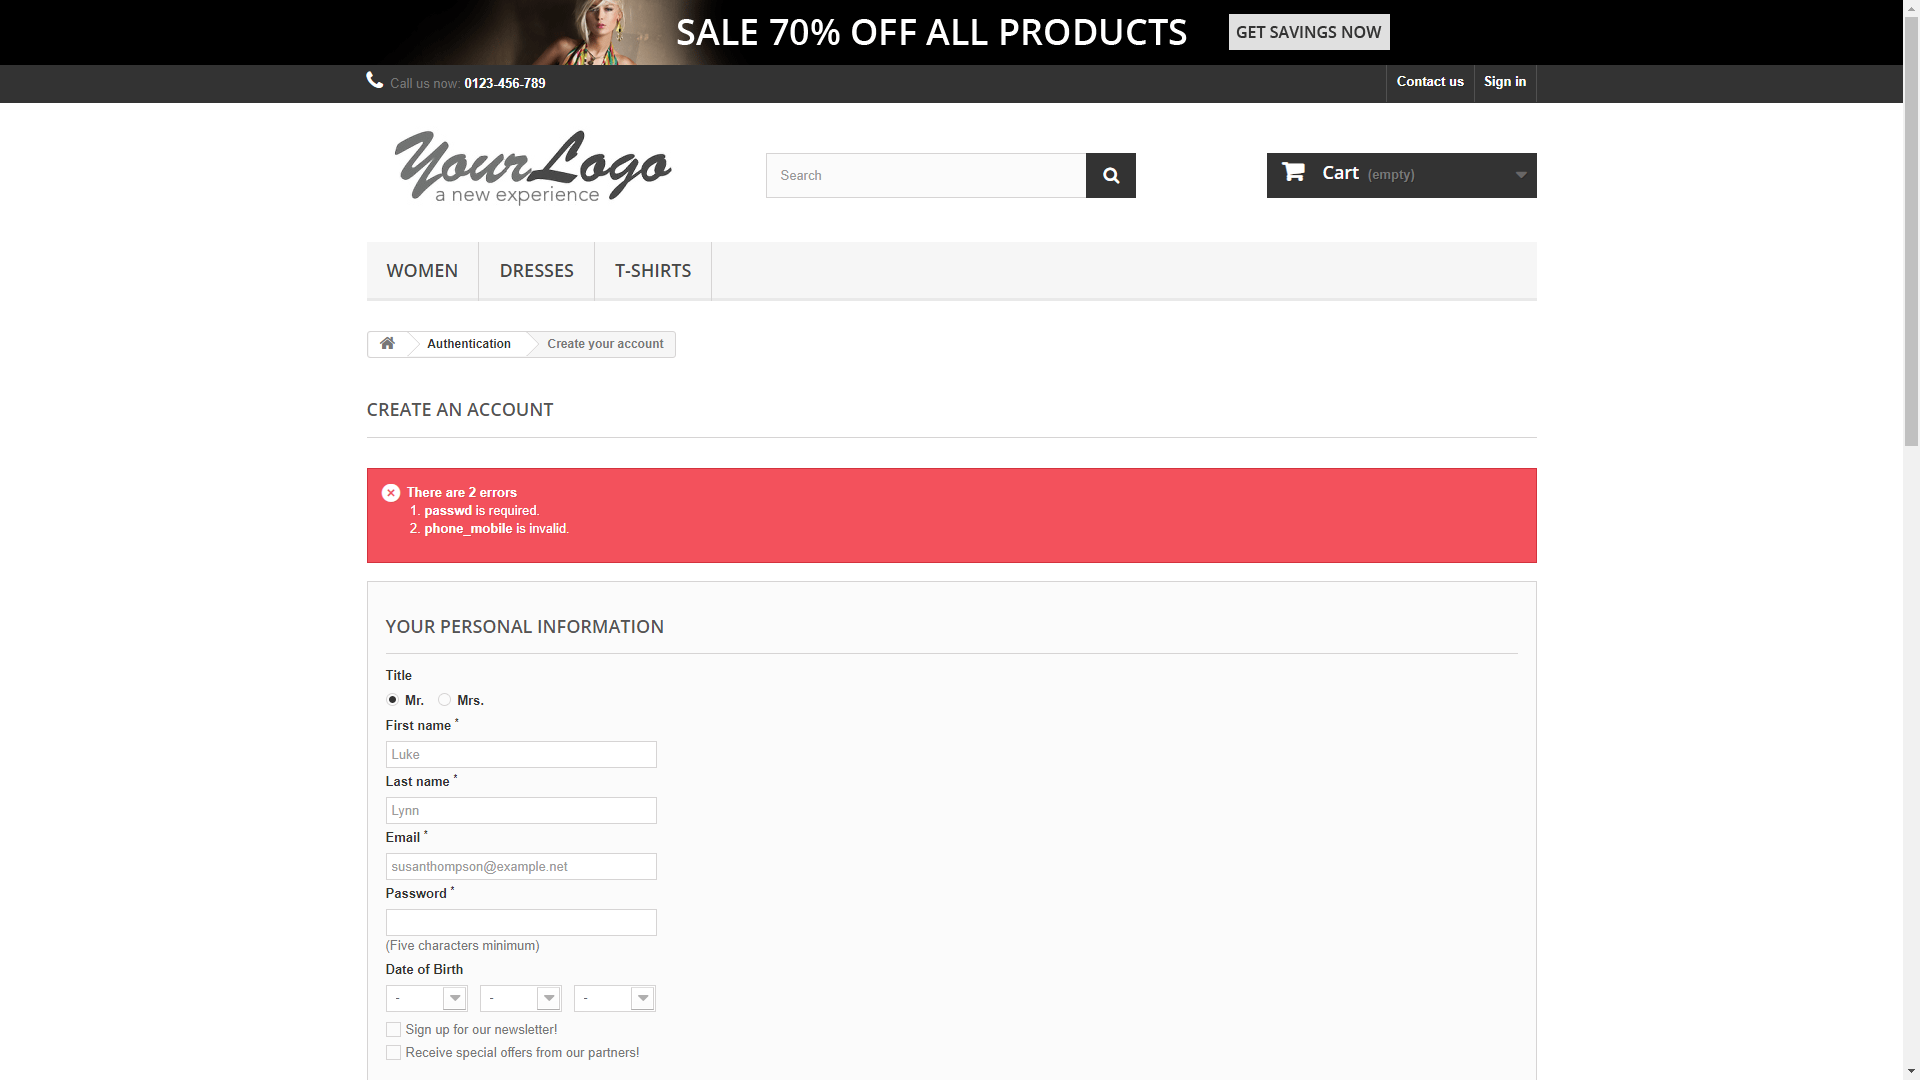 SALE 70% OFF ALL PRODUCTS GET SAVINGS NOW
Call us now: 0123-456-789 Contact us Sign in
YourLogo
a new experience
Search
Cart (empty)
WOMEN DRESSES T-SHIRTS
Authentication Create your account
CREATE AN ACCOUNT
There are 2 errors
1. passwd is required.
2. phone_mobile is invalid.
YOUR PERSONAL INFORMATION
Title
Mr. Mrs.
First name *
Luke
Last name *
Lynn
Email *
susanthompson@example.net
Password *
(Five characters minimum)
Date of Birth
- - -
Sign up for our newsletter!
Receive special offers from our partners!